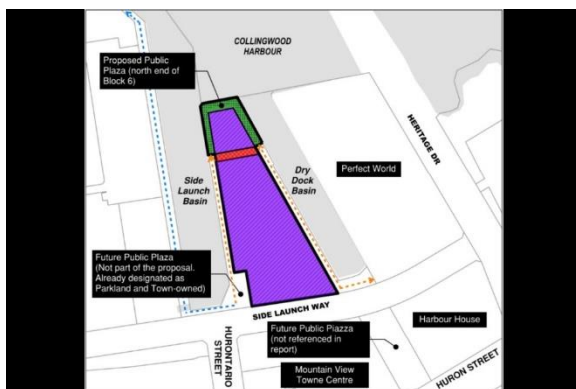 COLLINGWOOD
HARBOUR
Proposed Public
Plaza (north end of
Block 6)
HERITAGE DR
Side
Launch
Basin
Dry
Dock
Basin
Perfect World
Future Public Plaza
(Not part of the proposal.
Already designated as
Parkland and Town-owned)
SIDE LAUNCH WAY
HURONTARIO
STREET
Future Public Piazza
(not referenced in
report)
Harbour House
Mountain View
Towne Centre
HURON STREET